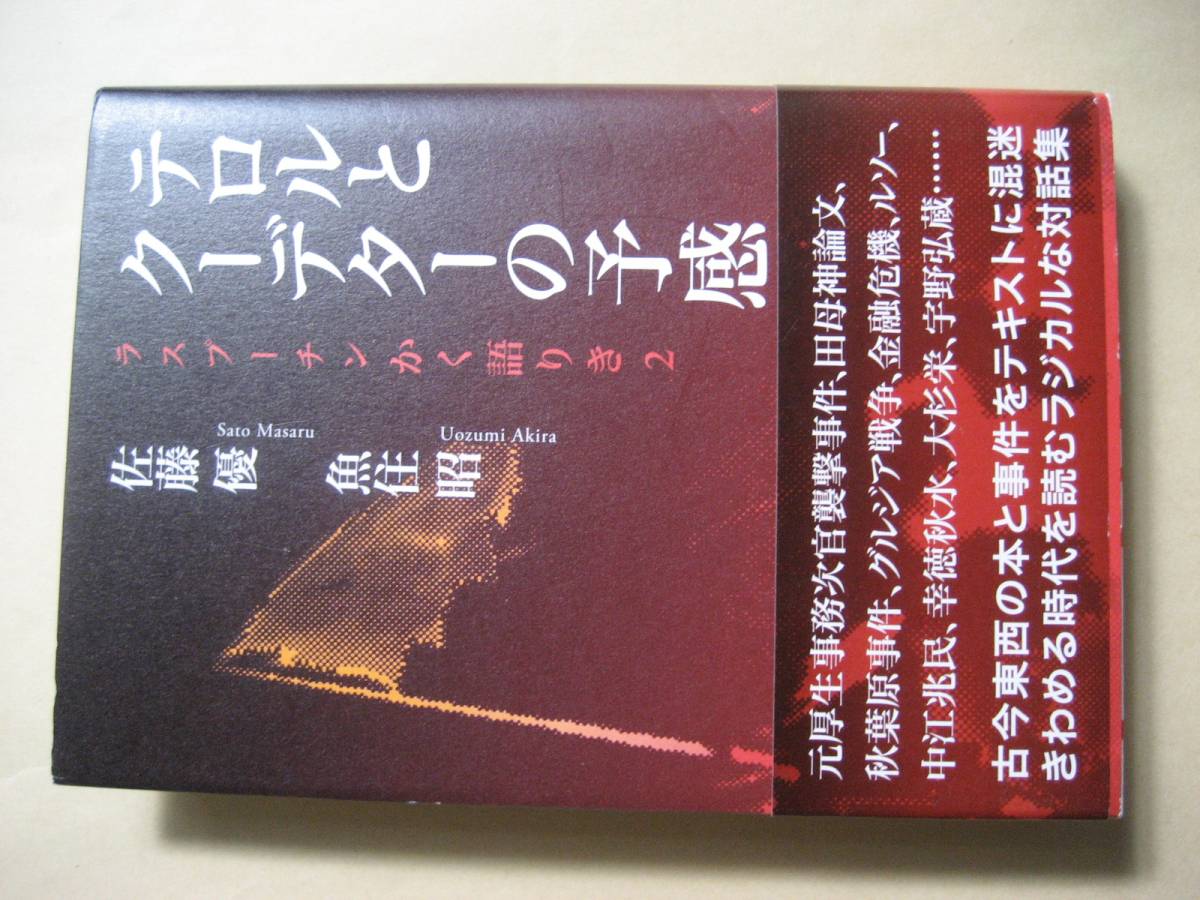 テロルと
クーデターの予感
ラスプーチンかく語りき2
佐藤優
Sato Masaru
魚住昭
Uozumi Akira
元厚生事務次官襲撃事件、田母神論文、
秋葉原事件、グルジア戦争、金融危機、ルソー、
中江兆民、幸徳秋水、大杉栄、宇野弘蔵……
古今東西の本と事件をテキストに混迷
きわめる時代を読むラジカルな対話集